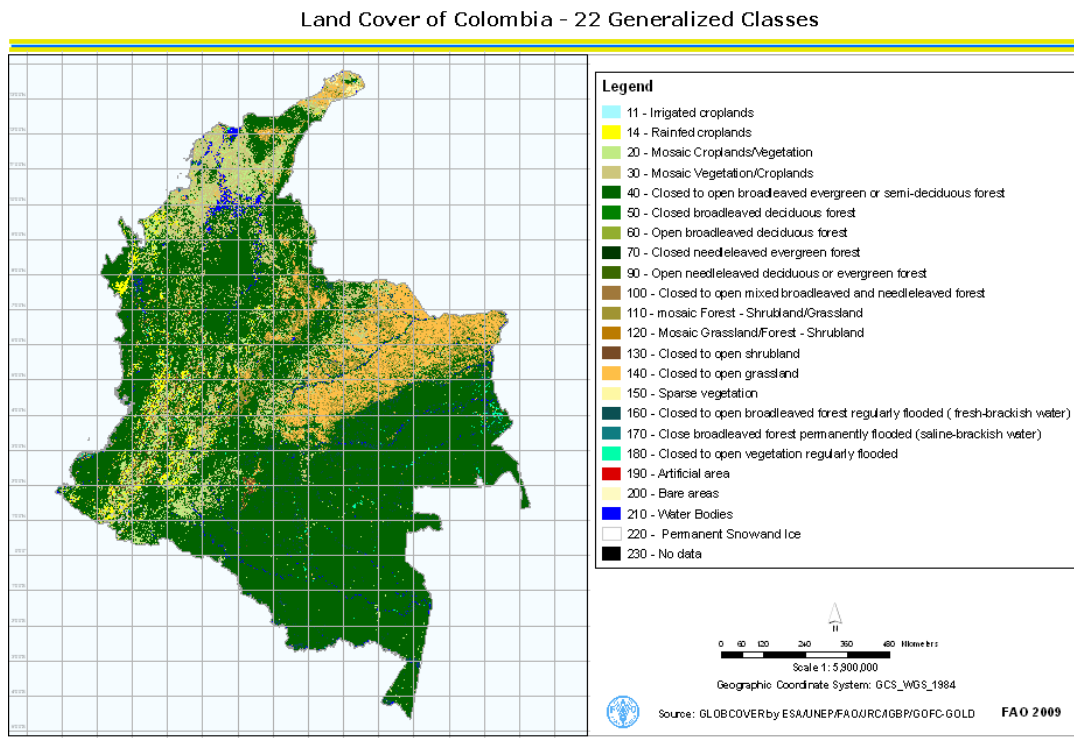 Land Cover of Colombia - 22 Generalized Classes
Legend
11 - Irrigated croplands
14 - Rainfed croplands
20 - Mosaic Croplands/Vegetation
30 - Mosaic Vegetation/Croplands
40 - Closed to open broadleaved evergreen or semi-deciduous forest
50 - Closed broadleaved deciduous forest
60 - Open broadleaved deciduous forest
70 - Closed needleleaved evergreen forest
90 - Open needleleaved deciduous or evergreen forest
100 - Closed to open mixed broadleaved and needleleaved forest
110 - mosaic Forest - Shrubland/Grassland
120 - Mosaic Grassland/Forest - Shrubland
130 - Closed to open shrubland
140 - Closed to open grassland
150 - Sparse vegetation
160 - Closed to open broadleaved forest regularly flooded ( fresh-brackish water)
170 - Close broadleaved forest permanently flooded (saline-brackish water)
180 - Closed to open vegetation regularly flooded
190 - Artificial area
200 - Bare areas
210 - Water Bodies
220 - Permanent Snowand Ice
230 - No data
N
0 60 120 240 360 480 Kilometers
Scale 1: 5,900,000
Geographic Coordinate System: GCS_WGS_1984
Source: GLOBCOVER by ESA/UNEP/FAO/JRC/IGBP/GOFC-GOLD FAO 2009